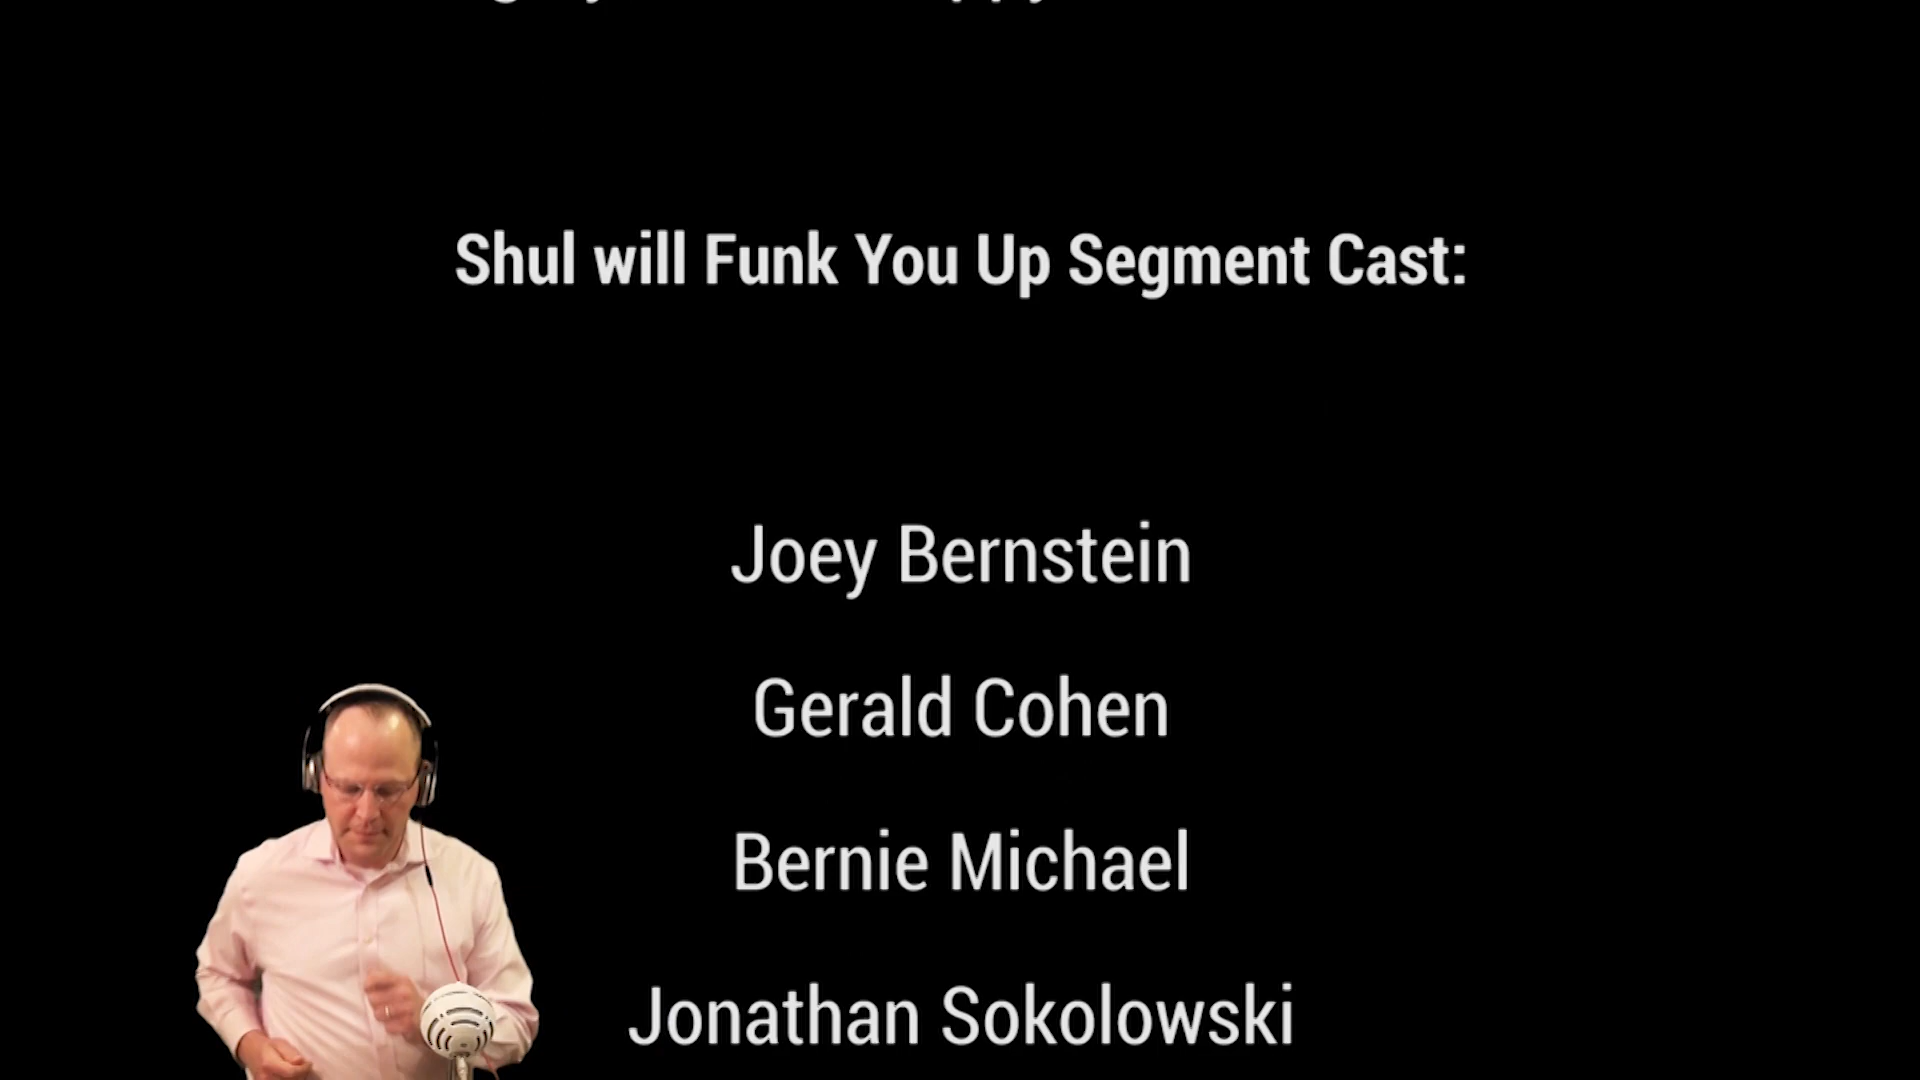 Shul will Funk You Up Segment Cast:
Joey Bernstein
Gerald Cohen
Bernie Michael
Jonathan Sokolowski